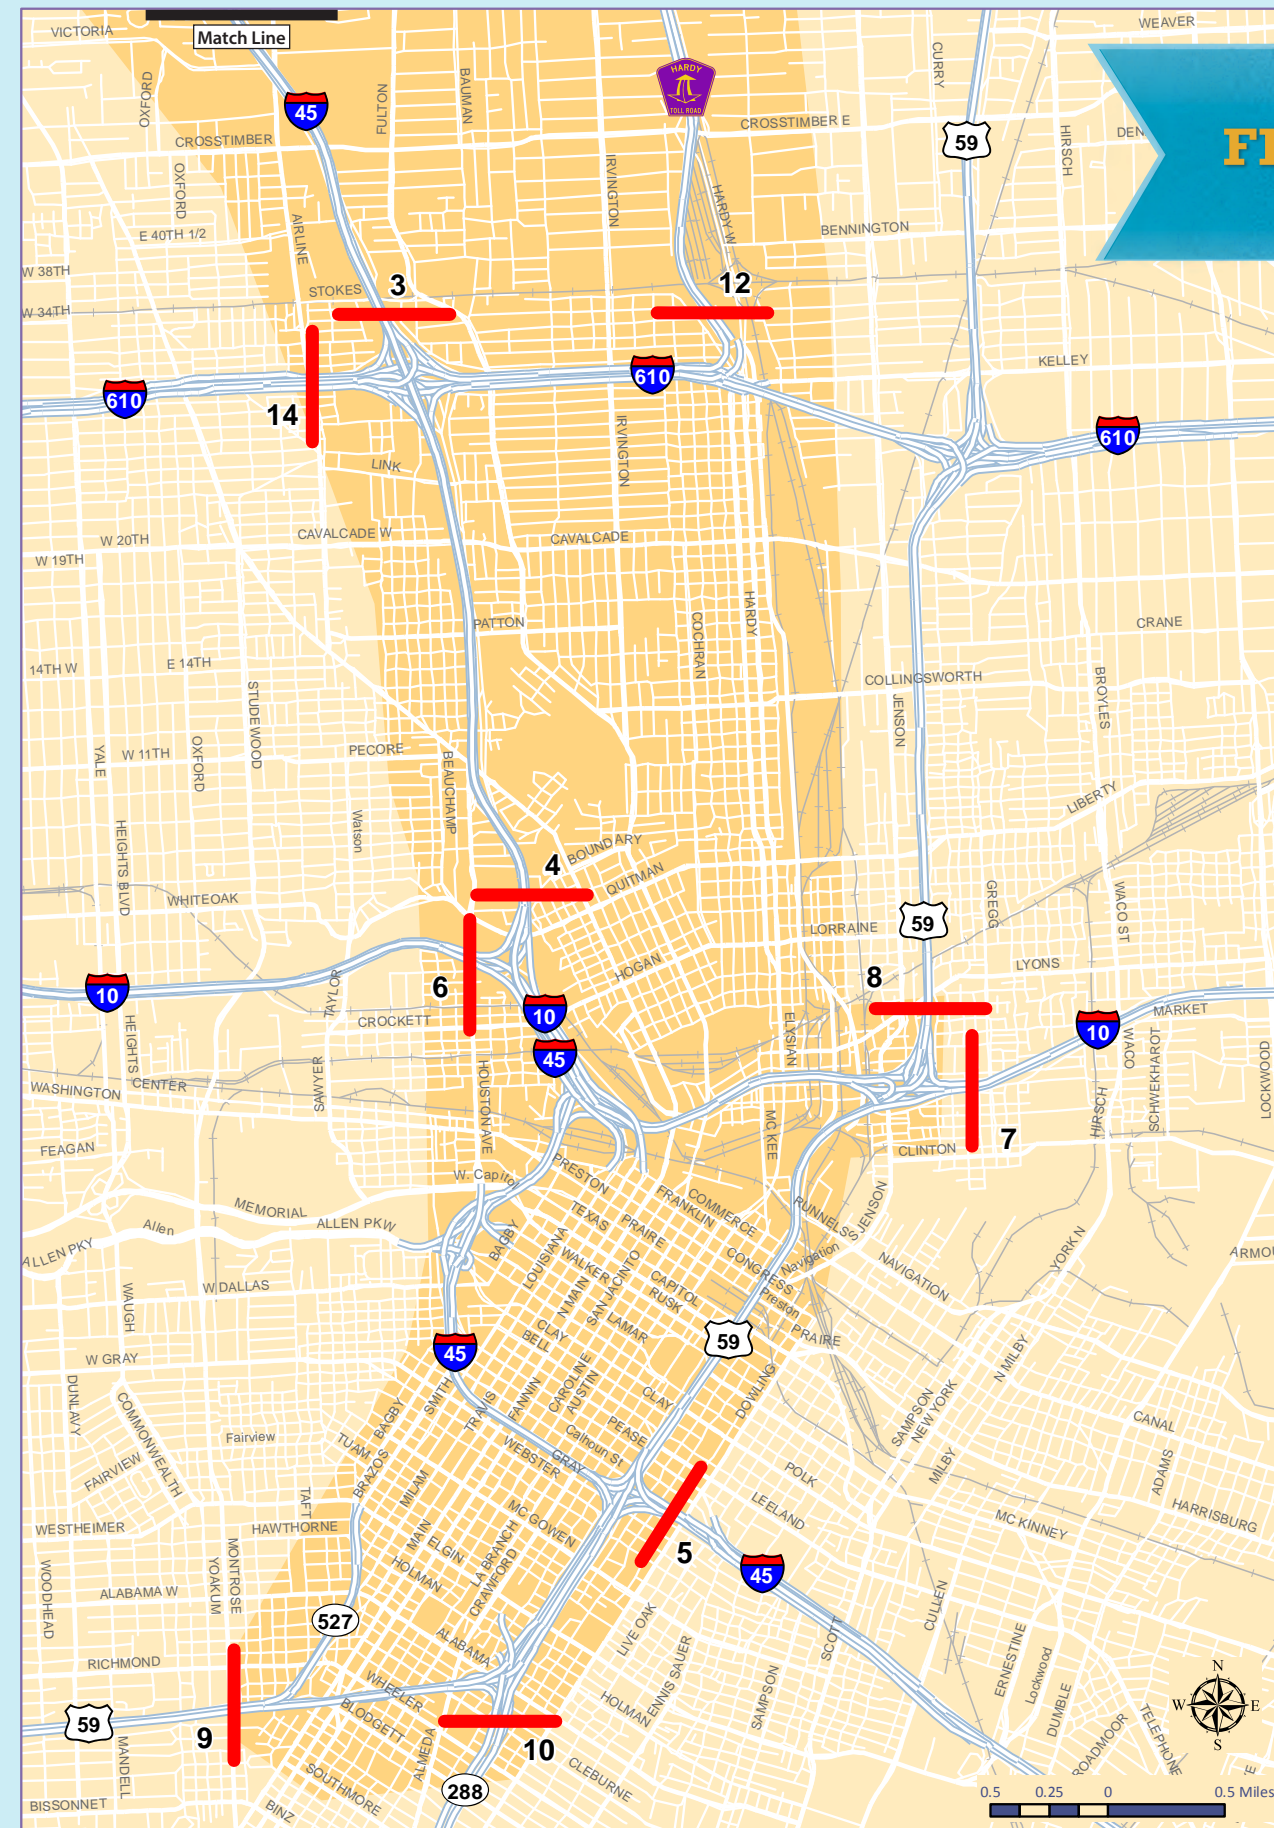 VICTORIA
Match Line
WEAVER
OXFORD
45
FULTON
BAUMAN
HARDY
TOLL ROAD
CURRY
CROSSTIMBER
CROSSTIMBER E
59
HIRSCH
DEN
FI
OXFORD
IRVINGTON
HARDY W
AIRLINE
E 40TH 1/2
BENNINGTON
W 38TH
STOKES
3
12
W 34TH
610
610
KELLEY
14
610
IRVINGTON
LINK
W 20TH
CAVALCADE W
CAVALCADE
W 19TH
HARDY
COCHRAN
PATTON
CRANE
14TH W
E 14TH
COLLINGSWORTH
BROYLES
STUDEWOOD
JENSON
YALE
W 11TH
OXFORD
PECORE
BEAUCHAMP
LIBERTY
HEIGHTS BLVD
Watson
BOUNDARY
4
QUITMAN
WHITEOAK
GREGG
WACO ST
59
LORRAINE
HOGAN
LYONS
6
8
10
TAYLOR
10
CROCKETT
ELYSIAN
MARKET
10
HEIGHTS
45
WACO
SCHWEKHAROT
LOCKWOOD
WASHINGTON
CENTER
SAWYER
HOUSTON AVE
MC KEE
HIRSCH
7
FEAGAN
CLINTON
W. Capitol
PRESTON
MEMORIAL
Allen
ALLEN PKW
FRANKLIN
COMMERCE
RUNNELSS
JENSON
TEXAS
PRAIRE
ALLEN PKY
BAGBY
LOUISIANA
WALKER
SAN JACINTO
CONGRESS
Navigation
NAVIGATION
YORK N
ARMOU
W DALLAS
WAUGH
N MAIN
CAPITOL
RUSK
Preston
CLAY
BELL
LAMAR
59
PRAIRE
45
W GRAY
N MILBY
DUNLAVY
COMMONWEALTH
SMITH
TRAVIS
FANNIN
CAROLINE
AUSTIN
CLAY
DOWLING
BAGBY
SAMPSON
NEW YORK
CANAL
Fairview
TUAM
PEASE
Calhoun St
WEBSTER
GRAY
FAIRVIEW
BRAZOS
MILAM
POLK
MILBY
ADAMS
TAFT
LEELAND
HARRISBURG
WESTHEIMER
HAWTHORNE
MAIN
ELGIN
MC GOWEN
MC KINNEY
WOODHEAD
MONTROSE
YOAKUM
HOLMAN
LA BRANCH
CRAWFORD
5
45
ALABAMA W
527
CULLEN
LIVE OAK
SCOTT
ALABAMA
RICHMOND
WHEELER
ENNIS SAUER
ERNESTINE
Lockwood
N
W
E
S
BLODGETT
HOLMAN
SAMPSON
DUMBLE
59
9
10
BROADMOOR
TELEPHONE
MANDELL
ALMEDA
SOUTHMORE
CLEBURNE
288
BISSONNET
BINZ
0.5
0.25
0
0.5 Miles